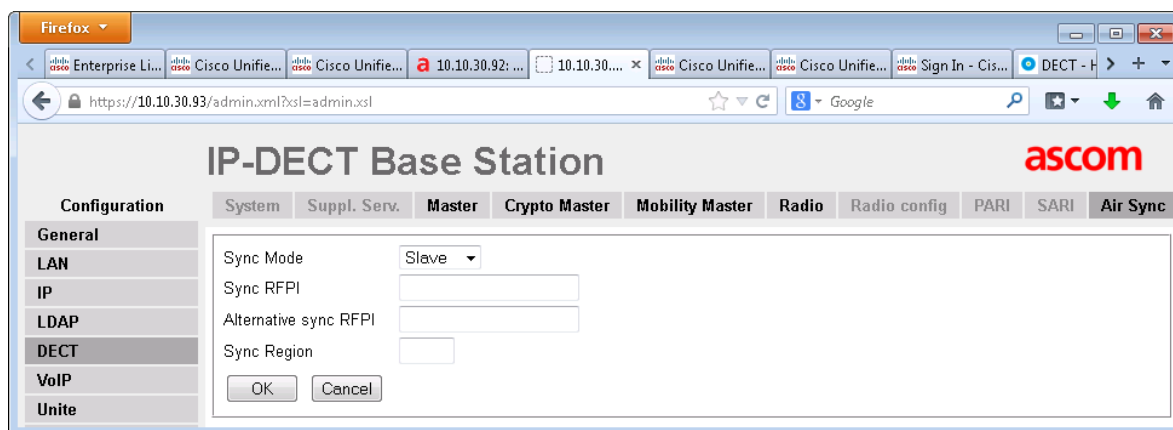 Firefox
Enterprise Li... Cisco Unifie... Cisco Unifie... 10.10.30.92: ... 10.10.30.... Cisco Unifie... Cisco Unifie... Sign In - Cis... DECT - H
https://10.10.30.93/admin.xml?xsl=admin.xsl Google
IP-DECT Base Station ascom
Configuration System Suppl. Serv. Master Crypto Master Mobility Master Radio Radio config PARI SARI Air Sync
General
LAN
IP
LDAP
DECT
VoIP
Unite
Sync Mode Slave
Sync RFPI
Alternative sync RFPI
Sync Region
OK Cancel